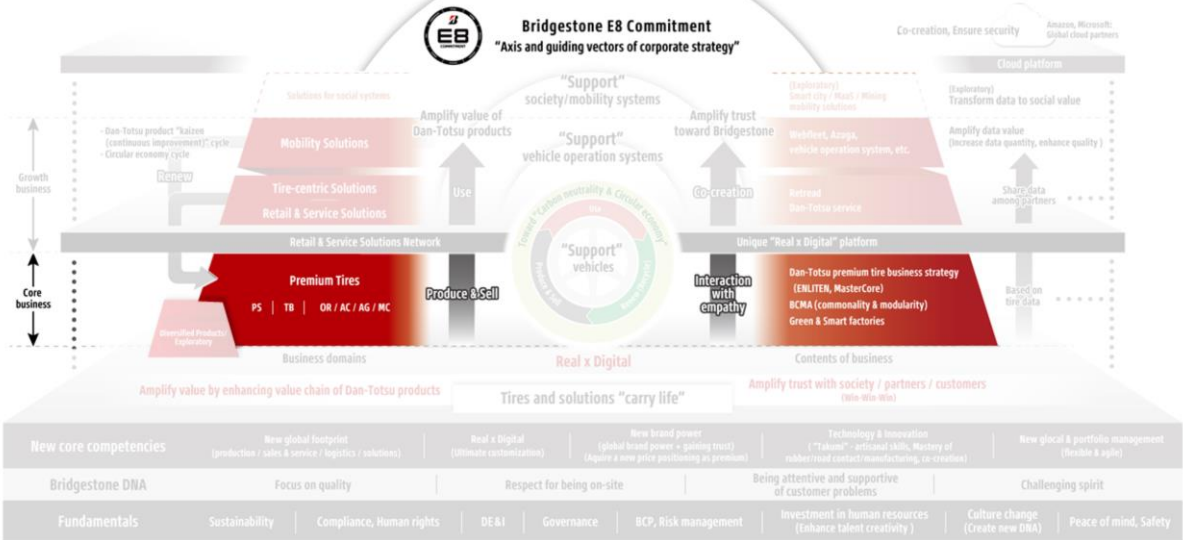 E8
COMMITMENT
Bridgestone E8 Commitment
"Axis and guiding vectors of corporate strategy"
Co-creation, Ensure security
Amazon, Microsoft:
Global cloud partners
Cloud platform
"Support"
society/mobility systems
Solutions for social systems
(Exploratory)
Smart city / MaaS / Mining
mobility solutions
(Exploratory)
Transform data to social value
Amplify value of
Dan-Totsu products
Amplify trust
toward Bridgestone
- Dan-Totsu product "kaizen
(continuous improvement)" cycle
- Circular economy cycle
Mobility Solutions
"Support"
vehicle operation systems
Webfleet, Azuga,
vehicle operation system, etc.
Amplify data value
(Increase data quantity, enhance quality )
Growth
business
Renew
Tire-centric Solutions
Retail & Service Solutions
Use
Co-creation
Retread
Dan-Totsu service
Share data
among partners
Toward "Carbon neutrality & Circular economy"
Use
Produce & Sell
Renew (Recycle)
"Support"
vehicles
Retail & Service Solutions Network
Unique "Real x Digital" platform
Core
business
Premium Tires
PS | TB | OR / AC / AG / MC
Produce & Sell
Interaction
with
empathy
Dan-Totsu premium tire business strategy
(ENLITEN, MasterCore)
BCMA (commonality & modularity)
Green & Smart factories
Based on
tire data
Diversified Products/
Exploratory
Business domains
Real x Digital
Contents of business
Amplify value by enhancing value chain of Dan-Totsu products
Tires and solutions "carry life"
Amplify trust with society / partners / customers
(Win-Win-Win)
New core competencies
New global footprint
(production / sales & service / logistics / solutions)
Real x Digital
(Ultimate customization)
New brand power
(global brand power = gaining trust)
(Aquire a new price positioning as premium)
Technology & Innovation
( "Takumi" - artisanal skills, Mastery of
rubber/road contact/manufacturing, co-creation)
New glocal & portfolio management
(flexible & agile)
Bridgestone DNA
Focus on quality
Respect for being on-site
Being attentive and supportive
of customer problems
Challenging spirit
Fundamentals
Sustainability
Compliance, Human rights
DE&I
Governance
BCP, Risk management
Investment in human resources
(Enhance talent creativity )
Culture change
(Create new DNA)
Peace of mind, Safety